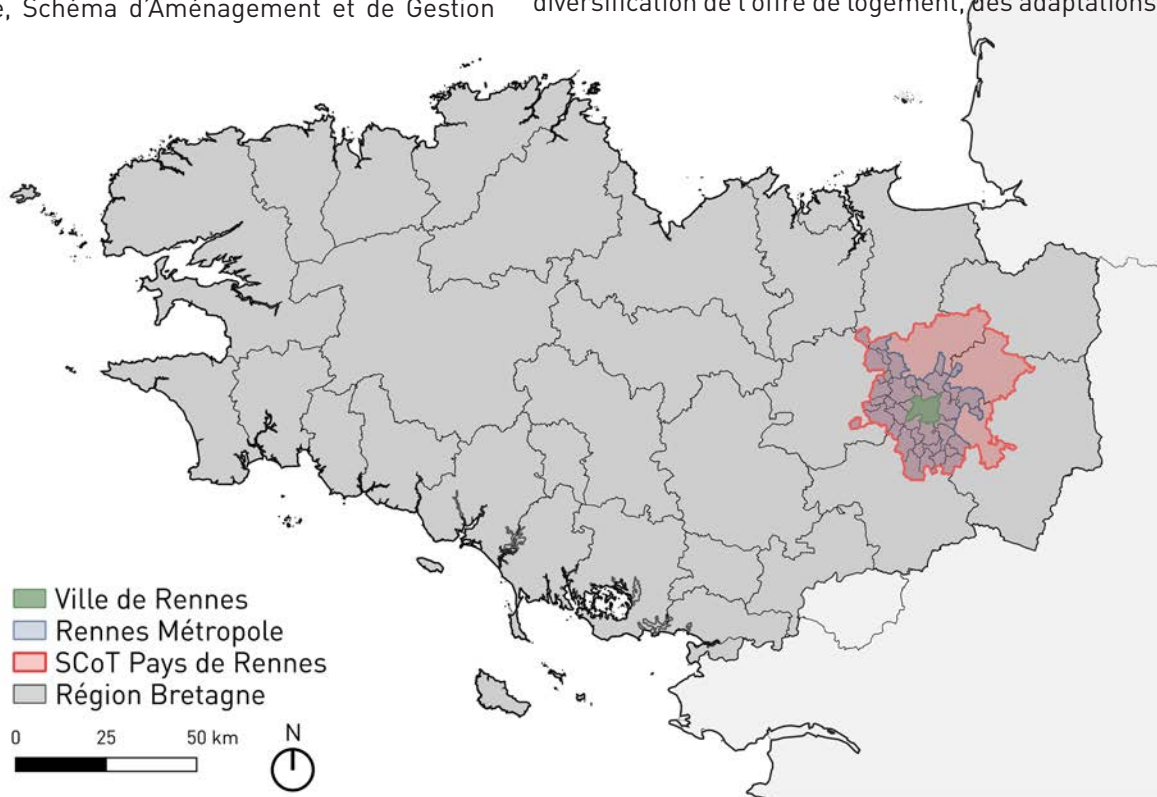 e, Schéma d'Aménagement et de Gestion
diversification de l'offre de logement, des adaptations
Ville de Rennes
Rennes Métropole
SCoT Pays de Rennes
Région Bretagne
0 25 50 km
N